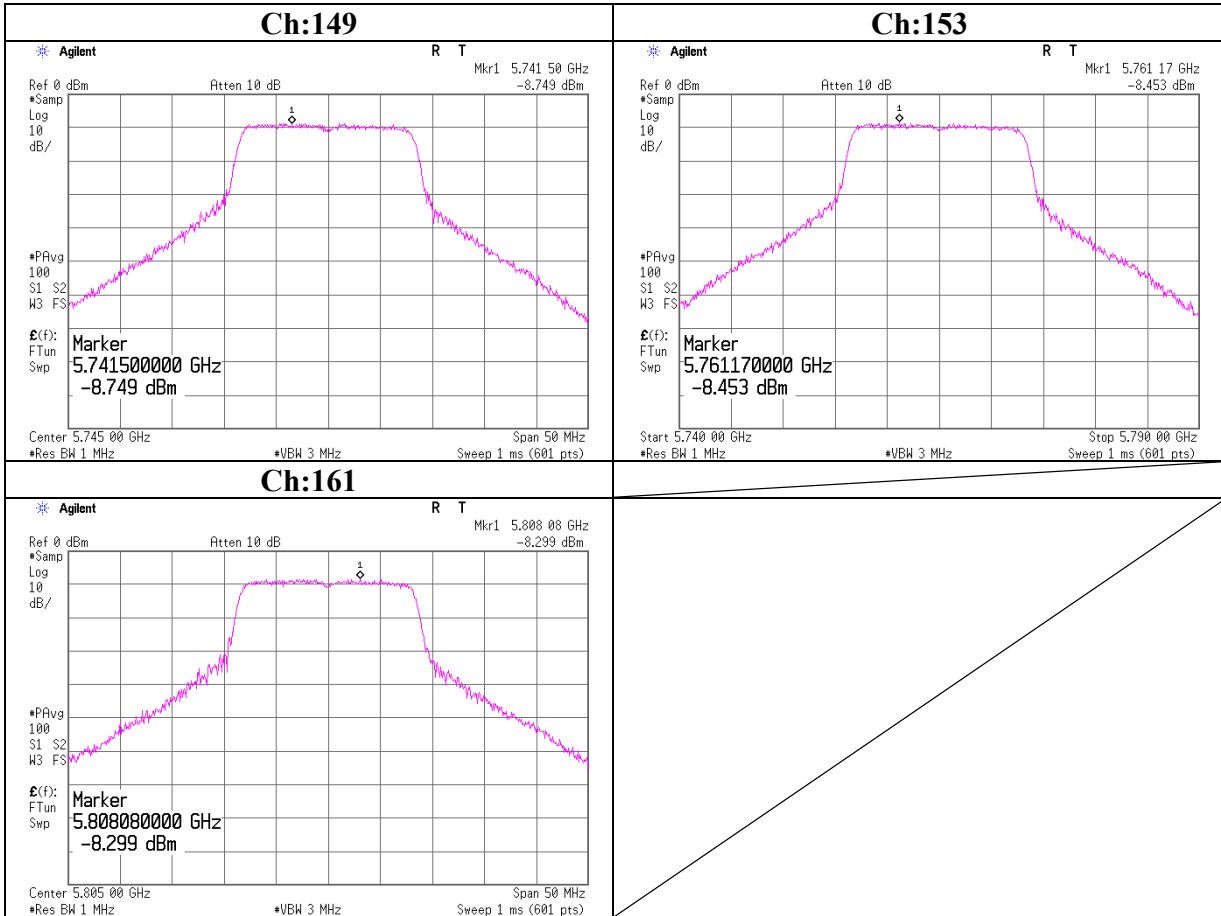 Ch:149
Agilent R T
Mkr1 5.741 50 GHz
Ref 0 dBm Atten 10 dB -8.749 dBm
#Samp
Log
10
dB/
1
#PAvg
100
S1 S2
W3 FS
£(f):
FTun
Swp
Marker
5.741500000 GHz
-8.749 dBm
Center 5.745 00 GHz Span 50 MHz
#Res BW 1 MHz #VBW 3 MHz Sweep 1 ms (601 pts)
Ch:153
Agilent R T
Mkr1 5.761 17 GHz
Ref 0 dBm Atten 10 dB -8.453 dBm
#Samp
Log
10
dB/
1
#PAvg
100
S1 S2
W3 FS
£(f):
FTun
Swp
Marker
5.761170000 GHz
-8.453 dBm
Start 5.740 00 GHz Stop 5.790 00 GHz
#Res BW 1 MHz #VBW 3 MHz Sweep 1 ms (601 pts)
Ch:161
Agilent R T
Mkr1 5.808 08 GHz
Ref 0 dBm Atten 10 dB -8.299 dBm
#Samp
Log
10
dB/
1
#PAvg
100
S1 S2
W3 FS
£(f):
FTun
Swp
Marker
5.808080000 GHz
-8.299 dBm
Center 5.805 00 GHz Span 50 MHz
#Res BW 1 MHz #VBW 3 MHz Sweep 1 ms (601 pts)